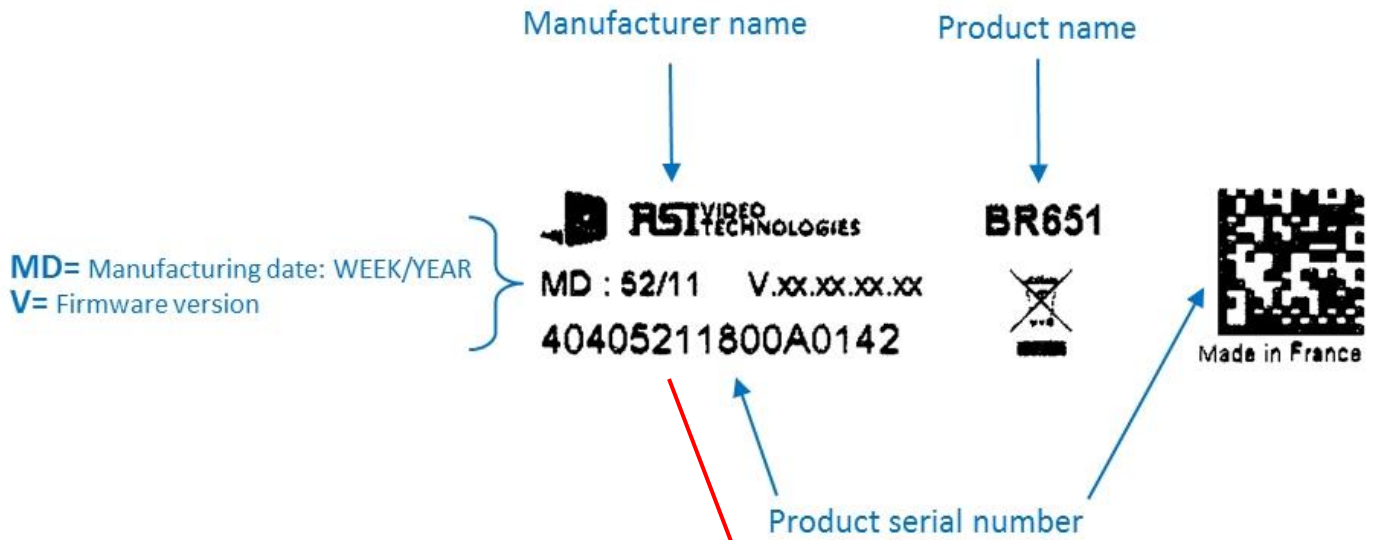 Manufacturer name
Product name
RSI VIDEO TECHNOLOGIES
BR651
MD= Manufacturing date: WEEK/YEAR
V= Firmware version
MD : 52/11 V.xx.xx.xx.xx
40405211800A0142
Made in France
Product serial number